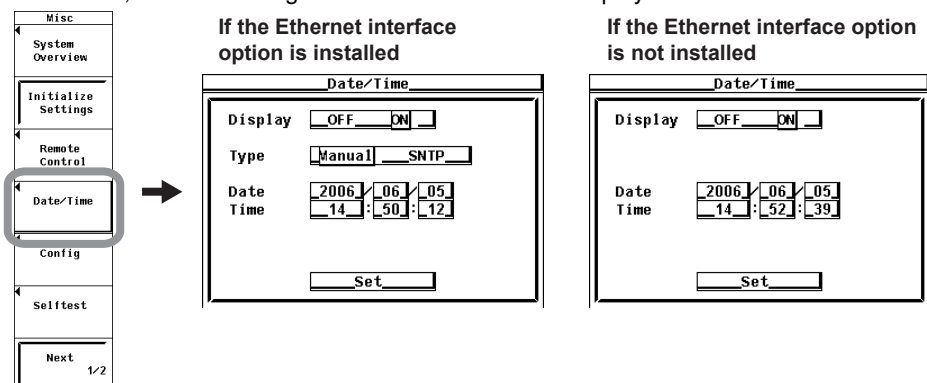 Misc
System
Overview
Initialize
Settings
Remote
Control
Date/Time
Config
Selftest
Next
1/2
If the Ethernet interface
option is installed
Date/Time
Display OFF ON
Type Manual SNTP
Date 2006 / 06 / 05
Time 14 : 50 : 12
Set
If the Ethernet interface option
is not installed
Date/Time
Display OFF ON
Date 2006 / 06 / 05
Time 14 : 52 : 39
Set